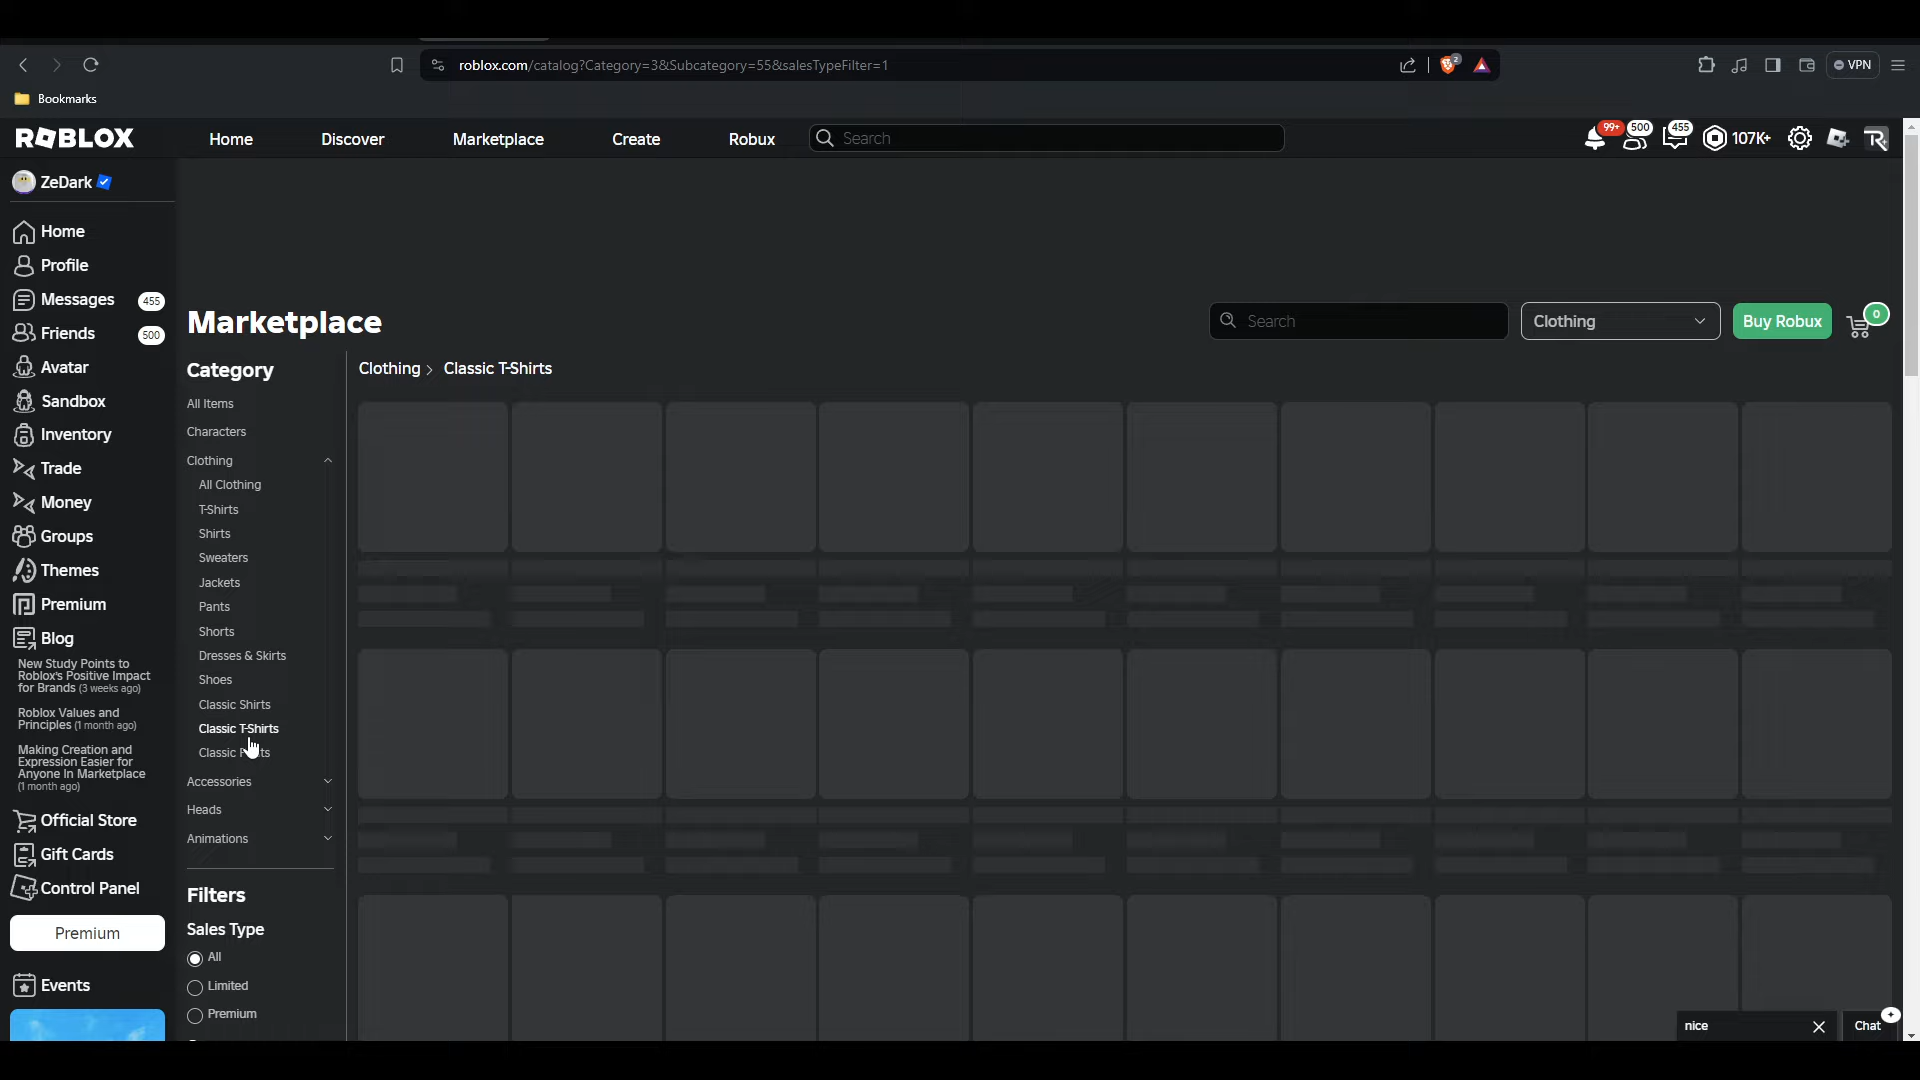 roblox.com/catalog?Category=3&Subcategory=55&salesTypeFilter=1
2
VPN
Bookmarks
ROBLOX
Home
Discover
Marketplace
Create
Robux
Search
99+
500
455
107K+
ZeDark
Home
Profile
Messages
455
Friends
500
Avatar
Sandbox
Inventory
Trade
Money
Groups
Themes
Premium
Blog
New Study Points to
Roblox's Positive Impact
for Brands (3 weeks ago)
Roblox Values and
Principles (1 month ago)
Making Creation and
Expression Easier for
Anyone In Marketplace
(1 month ago)
Official Store
Gift Cards
Control Panel
Premium
Events
Marketplace
Search
Clothing
Buy Robux
0
Category
All Items
Characters
Clothing
All Clothing
T-Shirts
Shirts
Sweaters
Jackets
Pants
Shorts
Dresses & Skirts
Shoes
Classic Shirts
Classic T-Shirts
Classic
Accessories
Heads
Animations
Filters
Sales Type
All
Limited
Premium
Clothing > Classic T-Shirts
nice
Chat